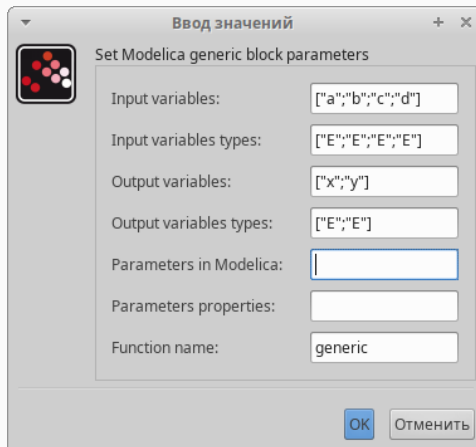 Ввод значений
Set Modelica generic block parameters
Input variables: ["a";"b";"c";"d"]
Input variables types: ["E";"E";"E";"E"]
Output variables: ["x";"y"]
Output variables types: ["E";"E"]
Parameters in Modelica:
Parameters properties:
Function name: generic
OK Отменить